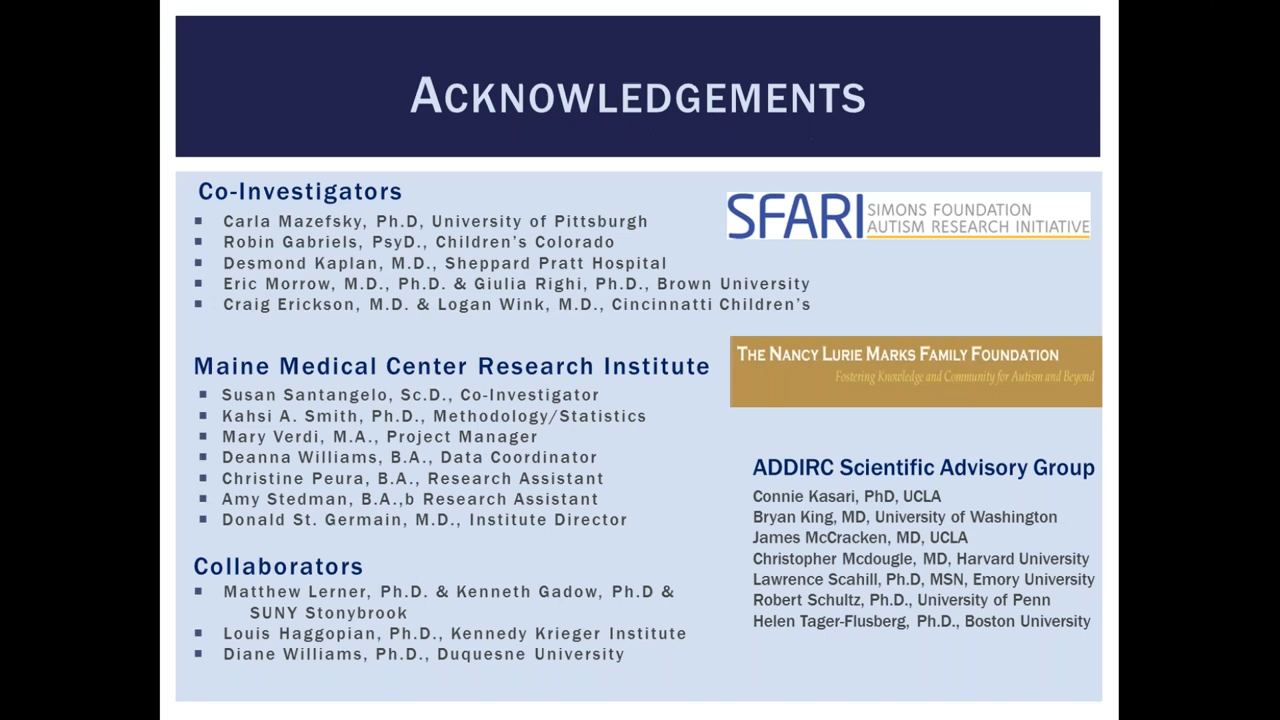 ACKNOWLEDGEMENTS
Co-Investigators
▪ Carla Mazefsky, Ph.D, University of Pittsburgh
▪ Robin Gabriels, PsyD., Children's Colorado
▪ Desmond Kaplan, M.D., Sheppard Pratt Hospital
▪ Eric Morrow, M.D., Ph.D. & Giulia Righi, Ph.D., Brown University
▪ Craig Erickson, M.D. & Logan Wink, M.D., Cincinnatti Children's
Maine Medical Center Research Institute
▪ Susan Santangelo, Sc.D., Co-Investigator
▪ Kahsi A. Smith, Ph.D., Methodology/Statistics
▪ Mary Verdi, M.A., Project Manager
▪ Deanna Williams, B.A., Data Coordinator
▪ Christine Peura, B.A., Research Assistant
▪ Amy Stedman, B.A.,b Research Assistant
▪ Donald St. Germain, M.D., Institute Director
Collaborators
▪ Matthew Lerner, Ph.D. & Kenneth Gadow, Ph.D &
SUNY Stonybrook
▪ Louis Haggopian, Ph.D., Kennedy Krieger Institute
▪ Diane Williams, Ph.D., Duquesne University
SFARI SIMONS FOUNDATION
AUTISM RESEARCH INITIATIVE
THE NANCY LURIE MARKS FAMILY FOUNDATION
Fostering Knowledge and Community for Autism and Beyond
ADDIRC Scientific Advisory Group
Connie Kasari, PhD, UCLA
Bryan King, MD, University of Washington
James McCracken, MD, UCLA
Christopher Mcdougle, MD, Harvard University
Lawrence Scahill, Ph.D, MSN, Emory University
Robert Schultz, Ph.D., University of Penn
Helen Tager-Flusberg, Ph.D., Boston University